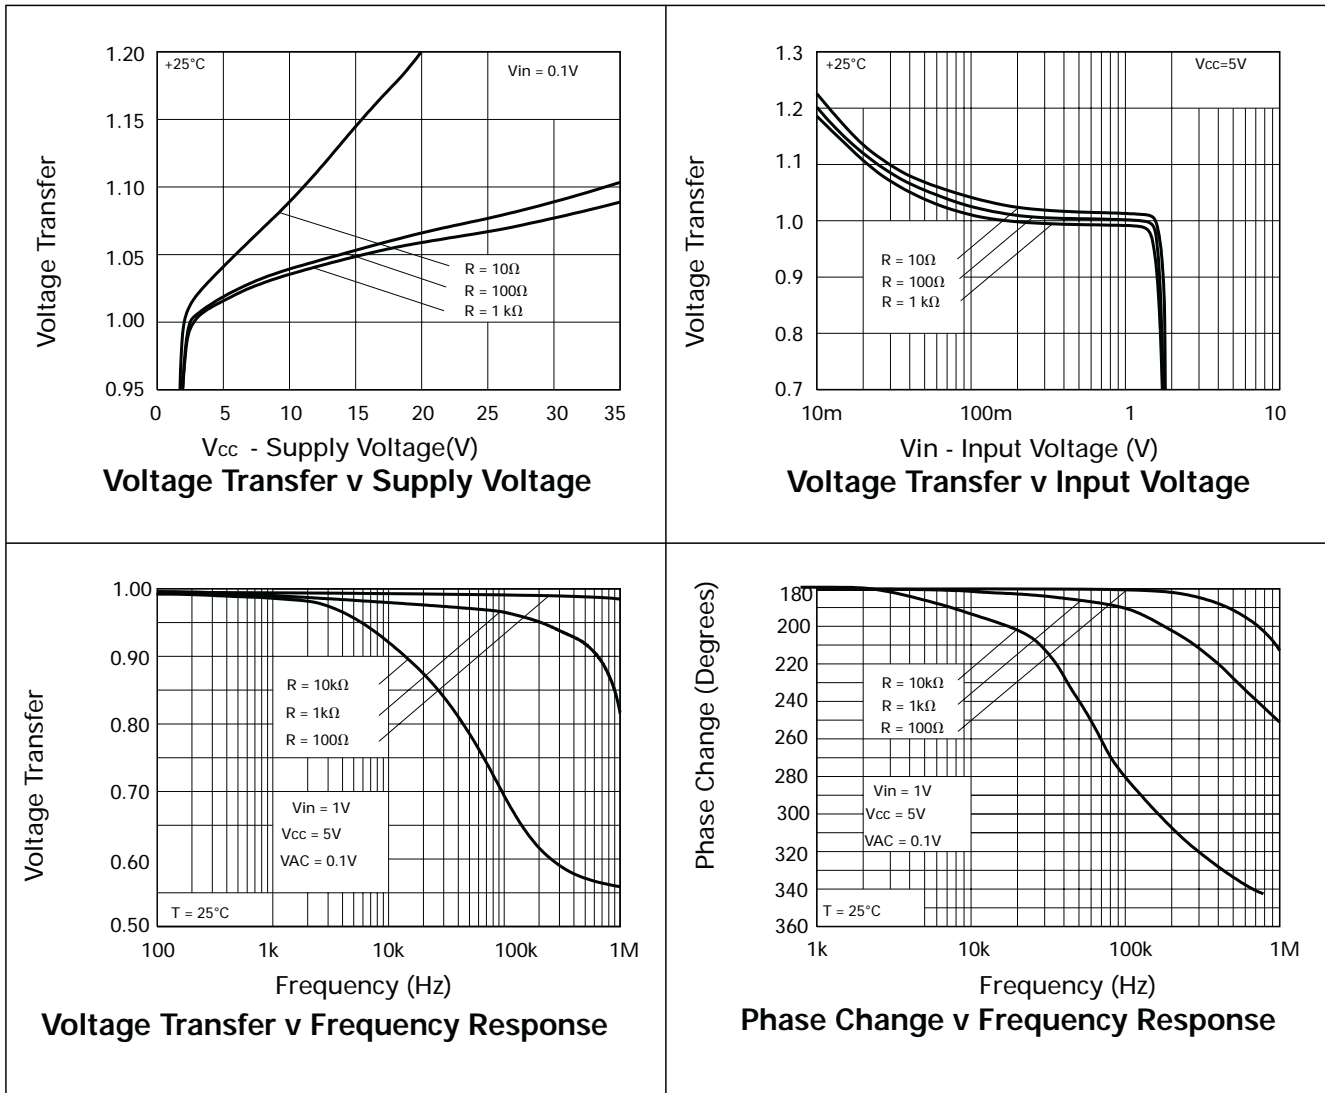 1.20
1.15
1.10
1.05
1.00
0.95
+25°C
Vin = 0.1V
R = 10Ω
R = 100Ω
R = 1 kΩ
0 5 10 15 20 25 30 35
Voltage Transfer
Vcc - Supply Voltage(V)
Voltage Transfer v Supply Voltage
1.3
1.2
1.1
1.0
0.9
0.8
0.7
+25°C
Vcc=5V
R = 10Ω
R = 100Ω
R = 1 kΩ
10m 100m 1 10
Voltage Transfer
Vin - Input Voltage (V)
Voltage Transfer v Input Voltage
1.00
0.90
0.80
0.70
0.60
0.50
R = 10kΩ
R = 1kΩ
R = 100Ω
Vin = 1V
Vcc = 5V
VAC = 0.1V
T = 25°C
100 1k 10k 100k 1M
Voltage Transfer
Frequency (Hz)
Voltage Transfer v Frequency Response
180
200
220
240
260
280
300
320
340
360
R = 10kΩ
R = 1kΩ
R = 100Ω
Vin = 1V
Vcc = 5V
VAC = 0.1V
T = 25°C
1k 10k 100k 1M
Phase Change (Degrees)
Frequency (Hz)
Phase Change v Frequency Response